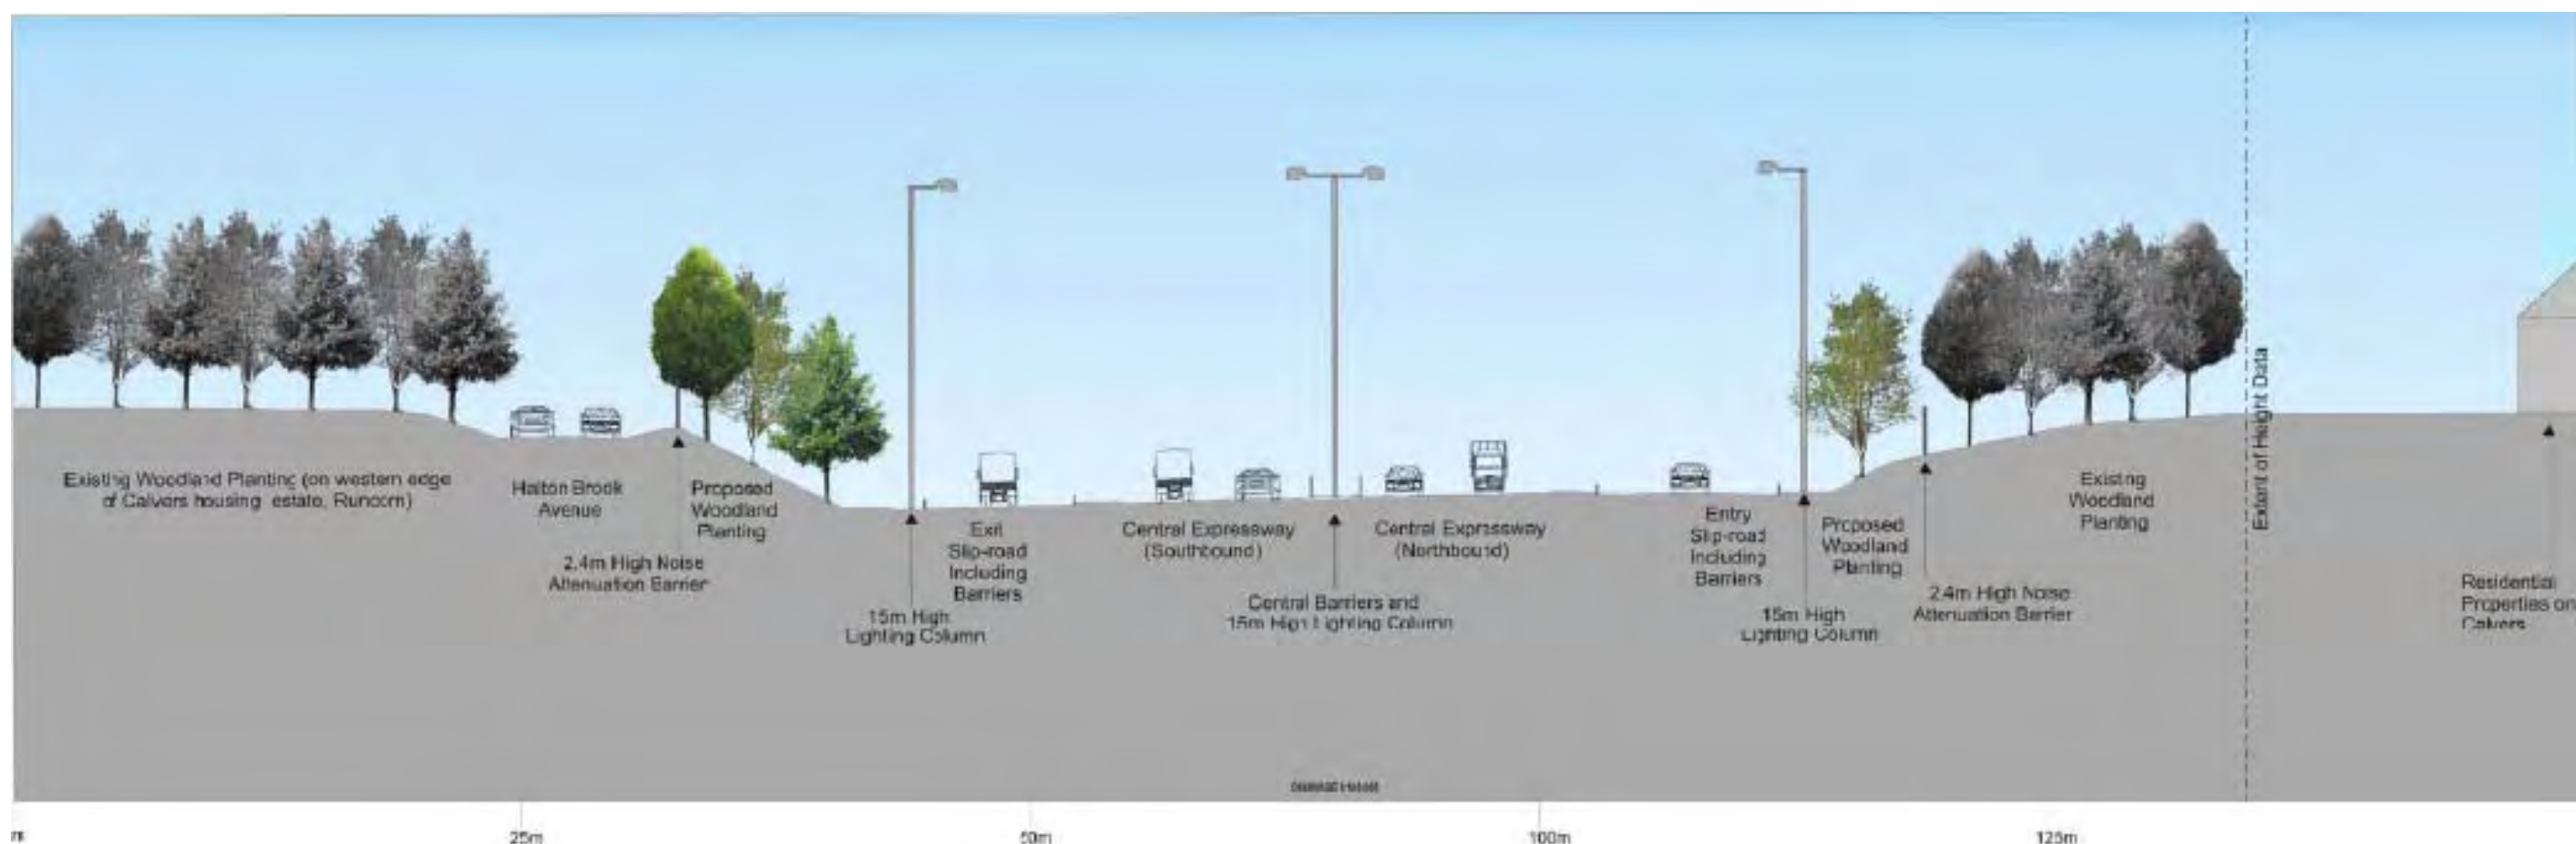 Existing Woodland Planting (on western edge
of Calvers housing estate, Runcorn)
Halton Brook
Avenue
2.4m High Noise
Attenuation Barrier
Proposed
Woodland
Planting
15m High
Lighting Column
Exit
Slip-road
Including
Barriers
Central Expressway
(Southbound)
Central Barriers and
15m High Lighting Column
Central Expressway
(Northbound)
Entry
Slip-road
Including
Barriers
15m High
Lighting Column
Proposed
Woodland
Planting
2.4m High Noise
Attenuation Barrier
Existing
Woodland
Planting
Extent of Height Data
Residential
Properties on
Calvers
25m
50m
100m
125m